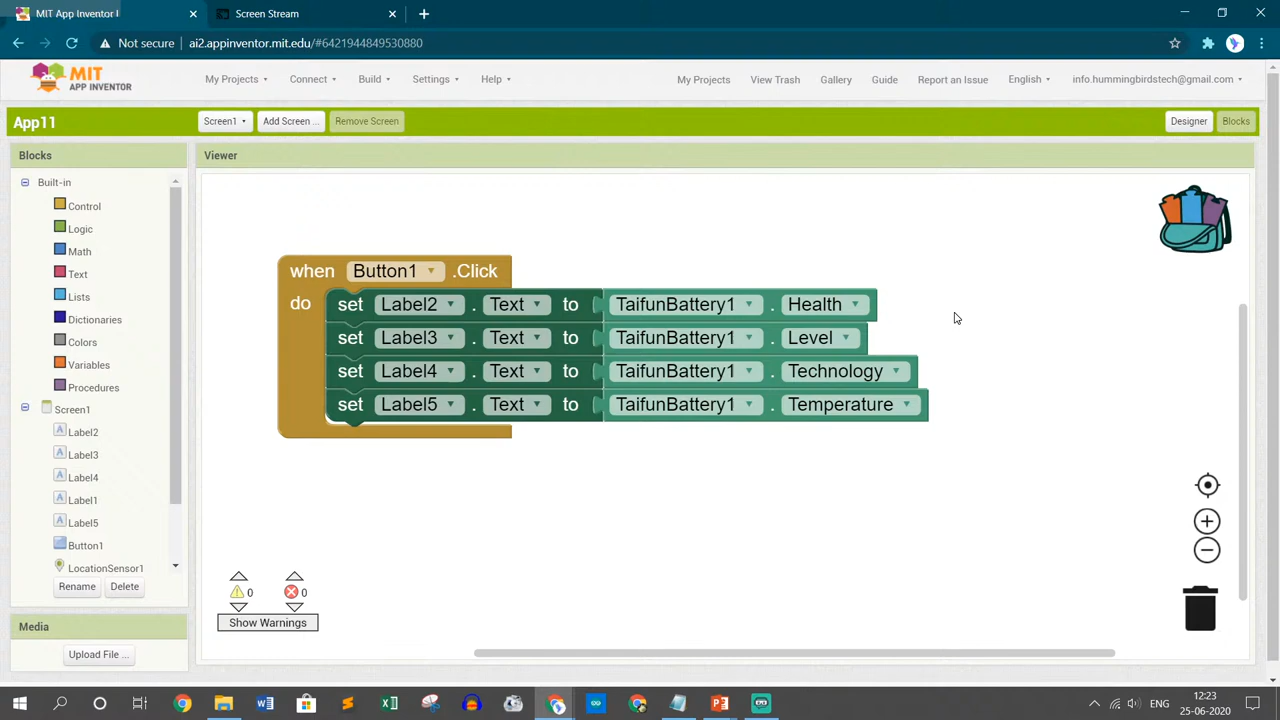 MIT App Inventor
Screen Stream
Not secure
ai2.appinventor.mit.edu/#6421944849530880
MIT
APP INVENTOR
My Projects
Connect
Build
Settings
Help
My Projects
View Trash
Gallery
Guide
Report an Issue
English
info.hummingbirdstech@gmail.com
App11
Screen1
Add Screen ...
Remove Screen
Designer
Blocks
Blocks
Viewer
Built-in
Control
Logic
Math
Text
Lists
Dictionaries
Colors
Variables
Procedures
Screen1
Label2
Label3
Label4
Label1
Label5
Button1
LocationSensor1
Rename
Delete
Media
Upload File ...
when Button1 .Click
do set Label2 . Text to TaifunBattery1 . Health
set Label3 . Text to TaifunBattery1 . Level
set Label4 . Text to TaifunBattery1 . Technology
set Label5 . Text to TaifunBattery1 . Temperature
0
0
Show Warnings
ENG
12:23
25-06-2020